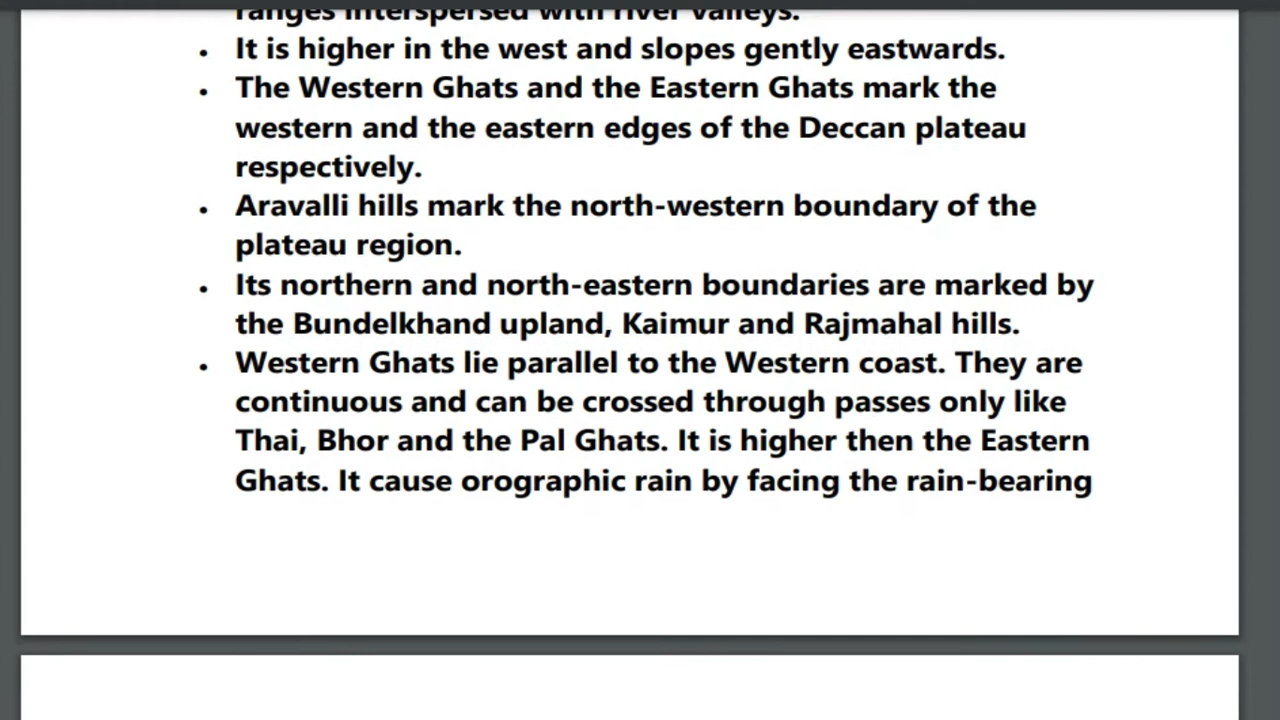 ranges interspersed with river valleys.
• It is higher in the west and slopes gently eastwards.
• The Western Ghats and the Eastern Ghats mark the
western and the eastern edges of the Deccan plateau
respectively.
• Aravalli hills mark the north-western boundary of the
plateau region.
• Its northern and north-eastern boundaries are marked by
the Bundelkhand upland, Kaimur and Rajmahal hills.
• Western Ghats lie parallel to the Western coast. They are
continuous and can be crossed through passes only like
Thai, Bhor and the Pal Ghats. It is higher then the Eastern
Ghats. It cause orographic rain by facing the rain-bearing